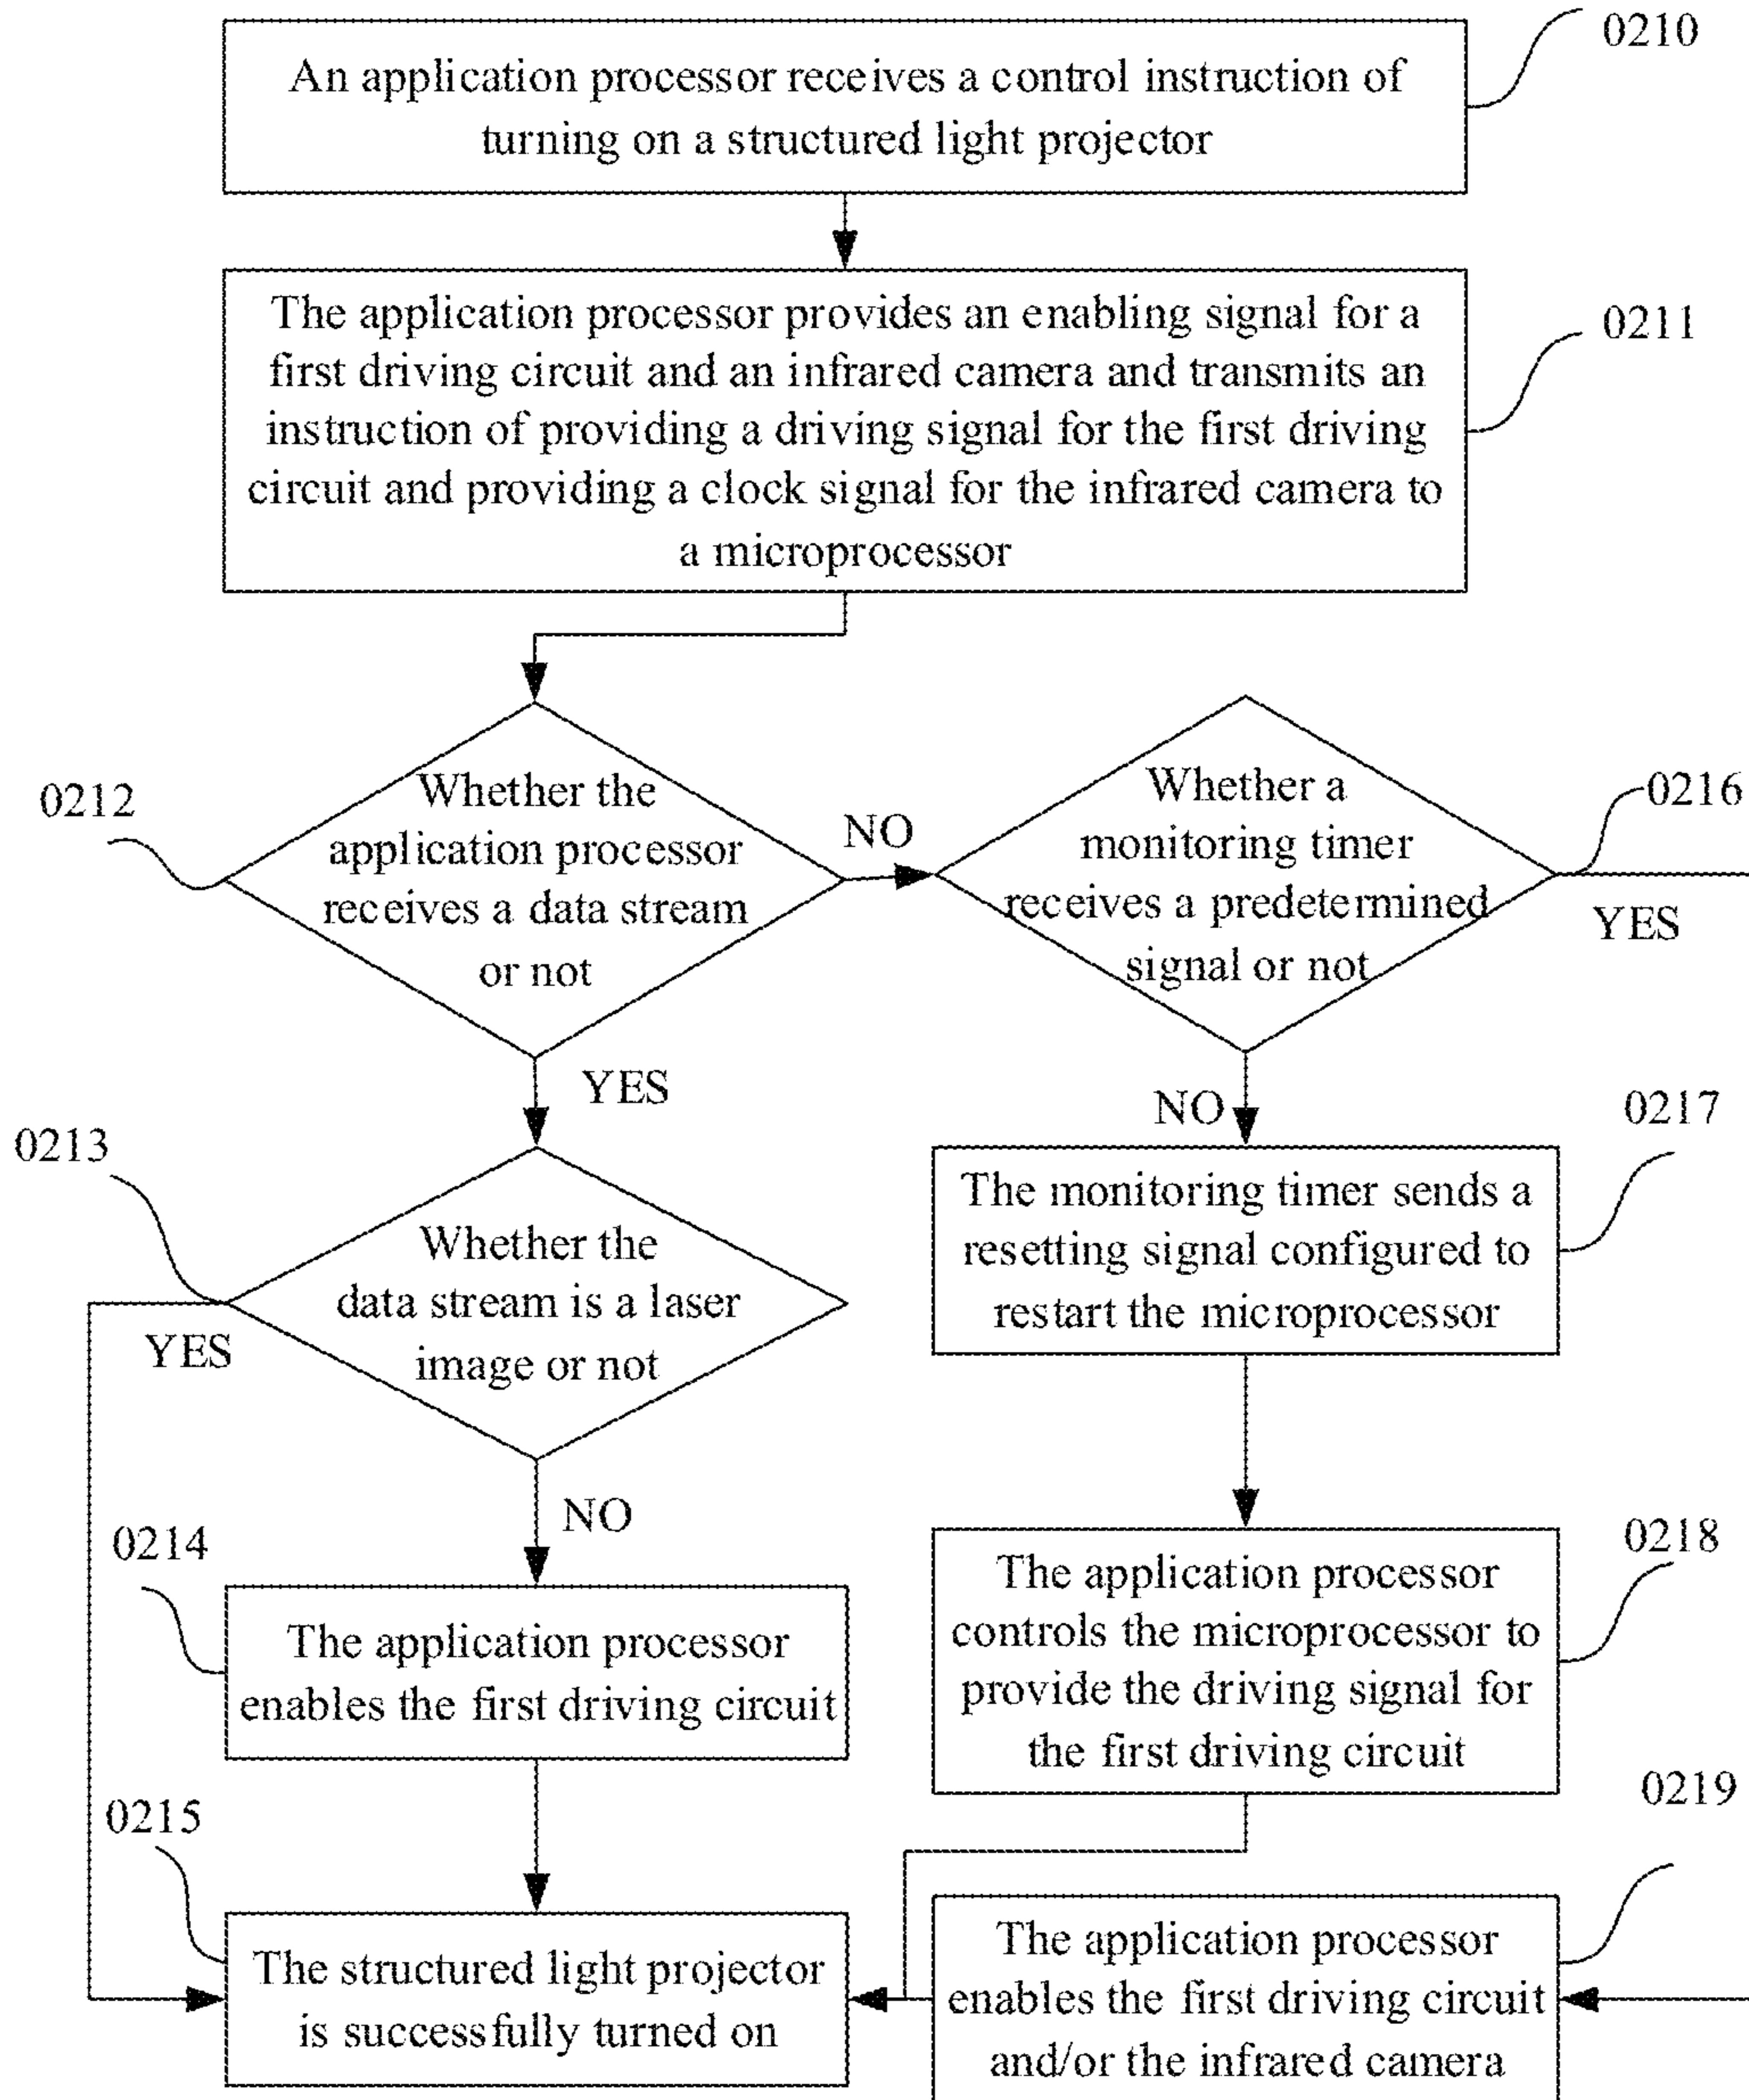 0210
An application processor receives a control instruction of
turning on a structured light projector
0211
The application processor provides an enabling signal for a
first driving circuit and an infrared camera and transmits an
instruction of providing a driving signal for the first driving
circuit and providing a clock signal for the infrared camera to
a microprocessor
0212
Whether the
application processor
receives a data stream
or not
NO
Whether a
monitoring timer
receives a predetermined
signal or not
0216
YES
YES
NO
0213
Whether the
data stream is a laser
image or not
YES
NO
0217
The monitoring timer sends a
resetting signal configured to
restart the microprocessor
0214
The application processor
enables the first driving circuit
0218
The application processor
controls the microprocessor to
provide the driving signal for
the first driving circuit
0215
The structured light projector
is successfully turned on
0219
The application processor
enables the first driving circuit
and/or the infrared camera